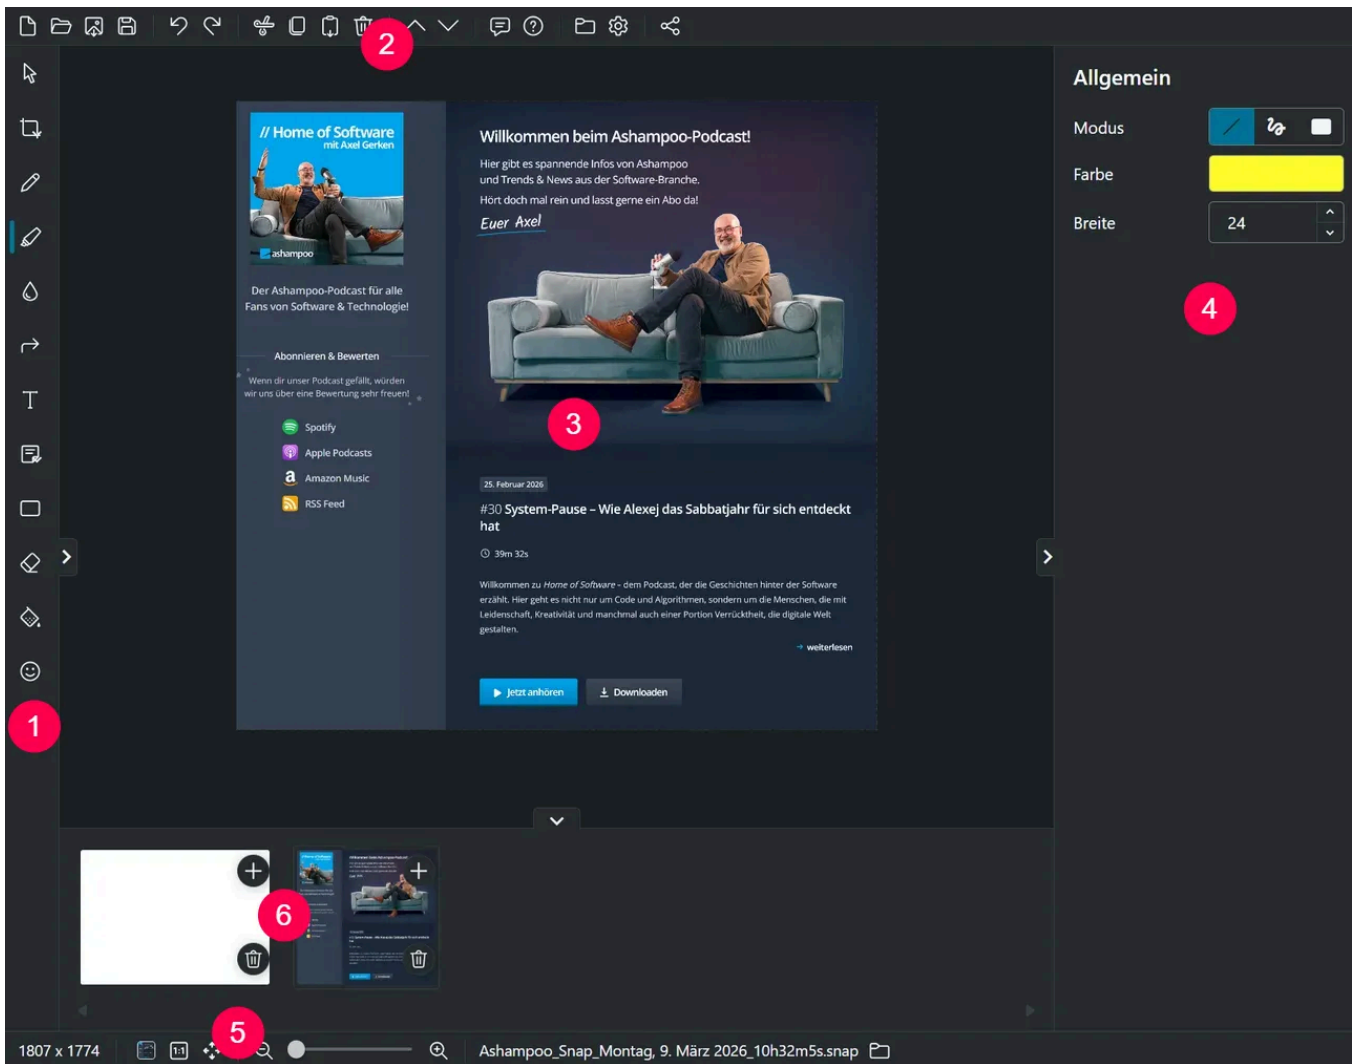 2
Allgemein
Modus
Farbe
Breite
24
4
// Home of Software
mit Axel Gerken
ashampoo
Der Ashampoo-Podcast für alle
Fans von Software & Technologie!
Abonnieren & Bewerten
Wenn dir unser Podcast gefällt, würden
wir uns über eine Bewertung sehr freuen!
Spotify
Apple Podcasts
a Amazon Music
RSS Feed
Willkommen beim Ashampoo-Podcast!
Hier gibt es spannende Infos von Ashampoo
und Trends & News aus der Software-Branche.
Hört doch mal rein und lasst gerne ein Abo da!
Euer Axel
3
25. Februar 2026
#30 System-Pause – Wie Alexej das Sabbatjahr für sich entdeckt
hat
39m 32s
Willkommen zu Home of Software – dem Podcast, der die Geschichten hinter der Software
erzählt. Hier geht es nicht nur um Code und Algorithmen, sondern um die Menschen, die mit
Leidenschaft, Kreativität und manchmal auch einer Portion Verrücktheit, die digitale Welt
gestalten.
→ weiterlesen
Jetzt anhören
Downloaden
T
1
6
5
1807 x 1774
1:1
Ashampoo_Snap_Montag, 9. März 2026_10h32m5s.snap